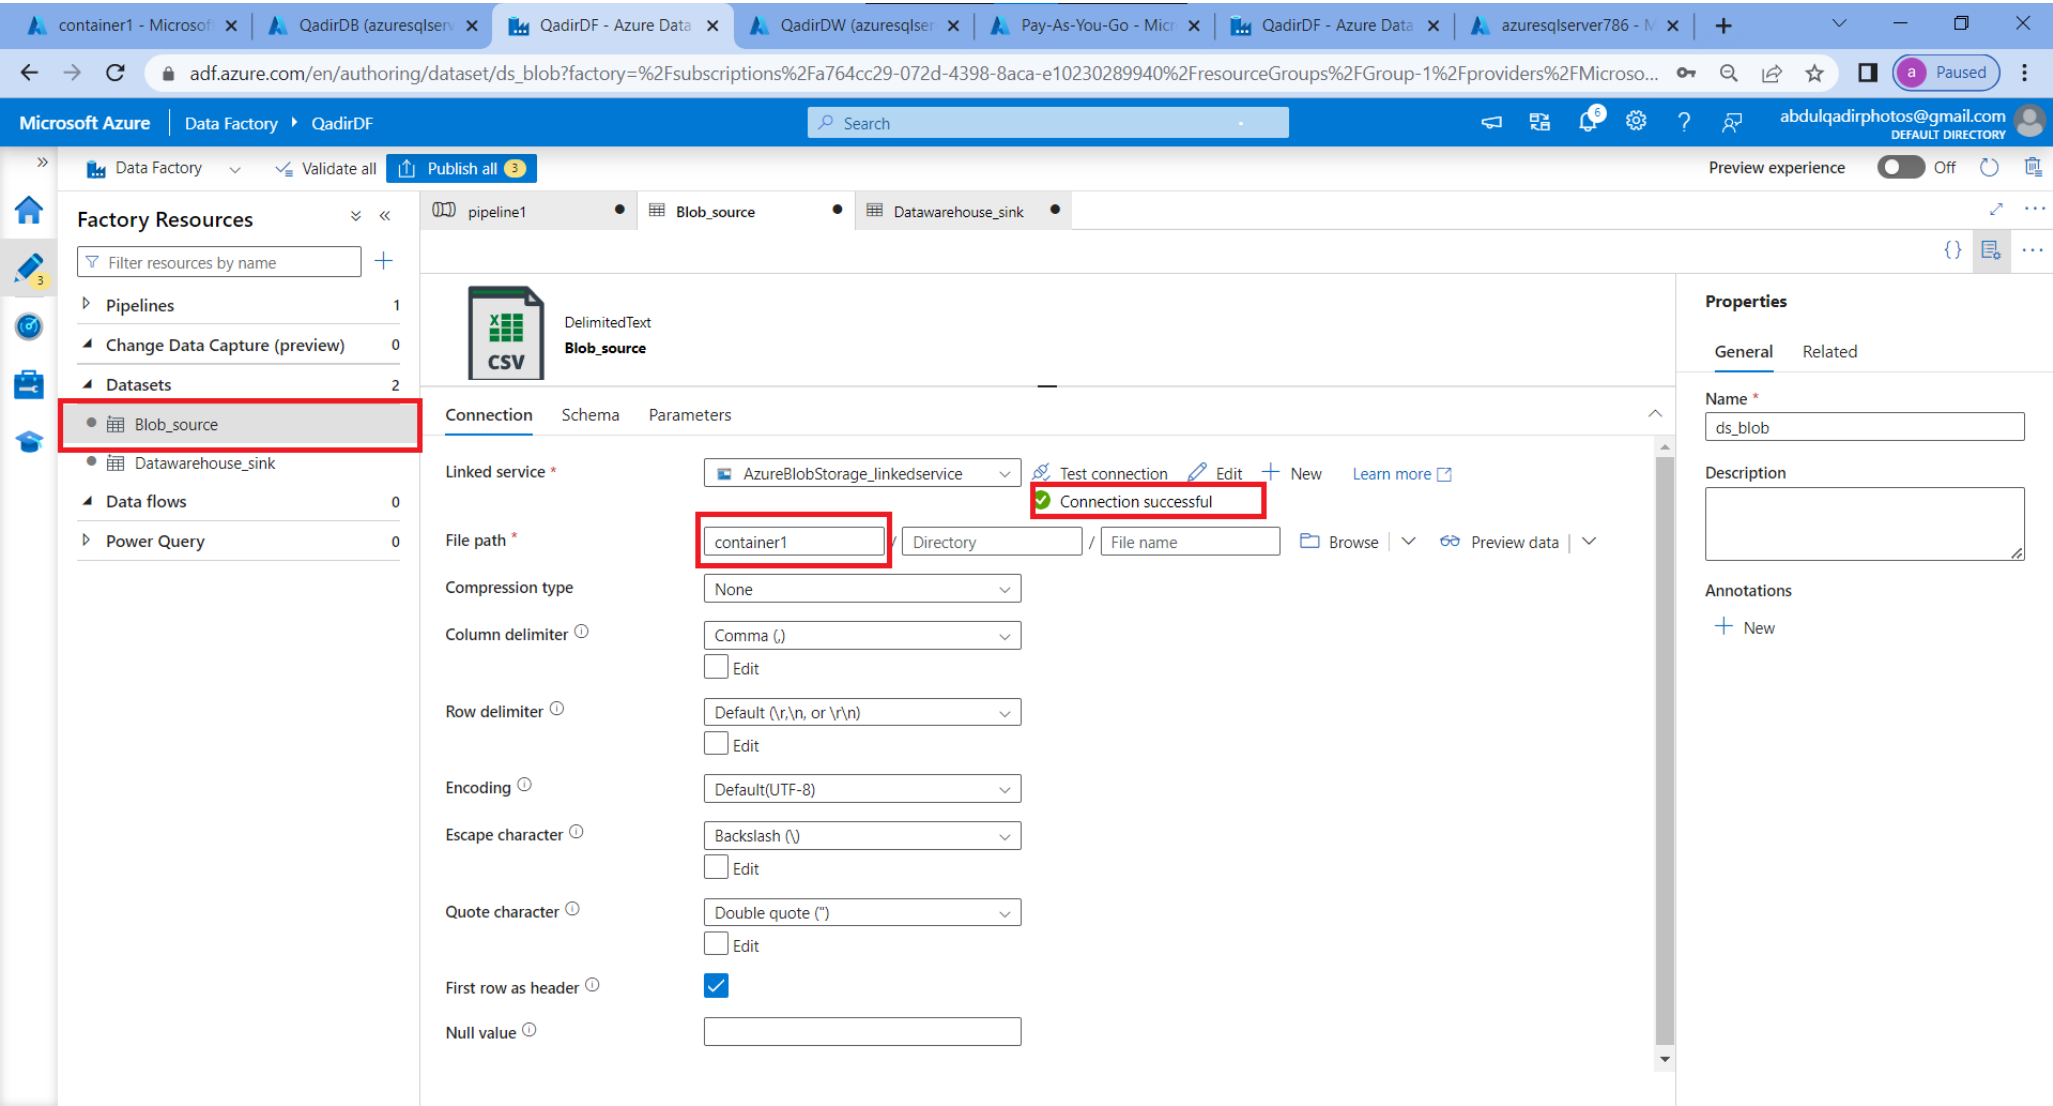 container1 - Microsoft
QadirDB (azuresqlserv
QadirDF - Azure Data
QadirDW (azuresqlser
Pay-As-You-Go - Micr
QadirDF - Azure Data
azuresqlserver786 - M
adf.azure.com/en/authoring/dataset/ds_blob?factory=%2Fsubscriptions%2Fa764cc29-072d-4398-8aca-e10230289940%2FresourceGroups%2FGroup-1%2Fproviders%2FMicroso...
a Paused
Microsoft Azure
Data Factory
QadirDF
Search
6
abdulqadirphotos@gmail.com
DEFAULT DIRECTORY
Data Factory
Validate all
Publish all 3
Preview experience
Off
Factory Resources
pipeline1
Blob_source
Datawarehouse_sink
Filter resources by name
3
Pipelines 1
Change Data Capture (preview) 0
Datasets 2
Blob_source
Datawarehouse_sink
Data flows 0
Power Query 0
X
CSV
DelimitedText
Blob_source
Connection
Schema
Parameters
Linked service *
AzureBlobStorage_linkedservice
Test connection
Edit
New
Learn more
Connection successful
File path *
container1 / Directory / File name
Browse
Preview data
Compression type
None
Column delimiter
Comma (,)
Edit
Row delimiter
Default (\r,\n, or \r\n)
Edit
Encoding
Default(UTF-8)
Escape character
Backslash (\)
Edit
Quote character
Double quote (")
Edit
First row as header
Null value
Properties
General
Related
Name *
ds_blob
Description
Annotations
New